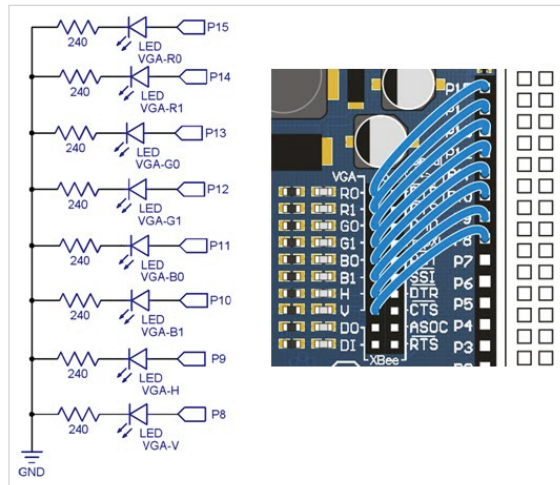 P15
240
LED
VGA-R0
P14
240
LED
VGA-R1
P13
240
LED
VGA-G0
P12
240
LED
VGA-G1
P11
240
LED
VGA-B0
P10
240
LED
VGA-B1
P9
240
LED
VGA-H
P8
240
LED
VGA-V
GND
VGA
R0
R1
G0
G1
B0
B1
H
V
DO
DI
SSI
DTR
CTS
ASOC
RTS
XBee
P7
P6
P5
P4
P3